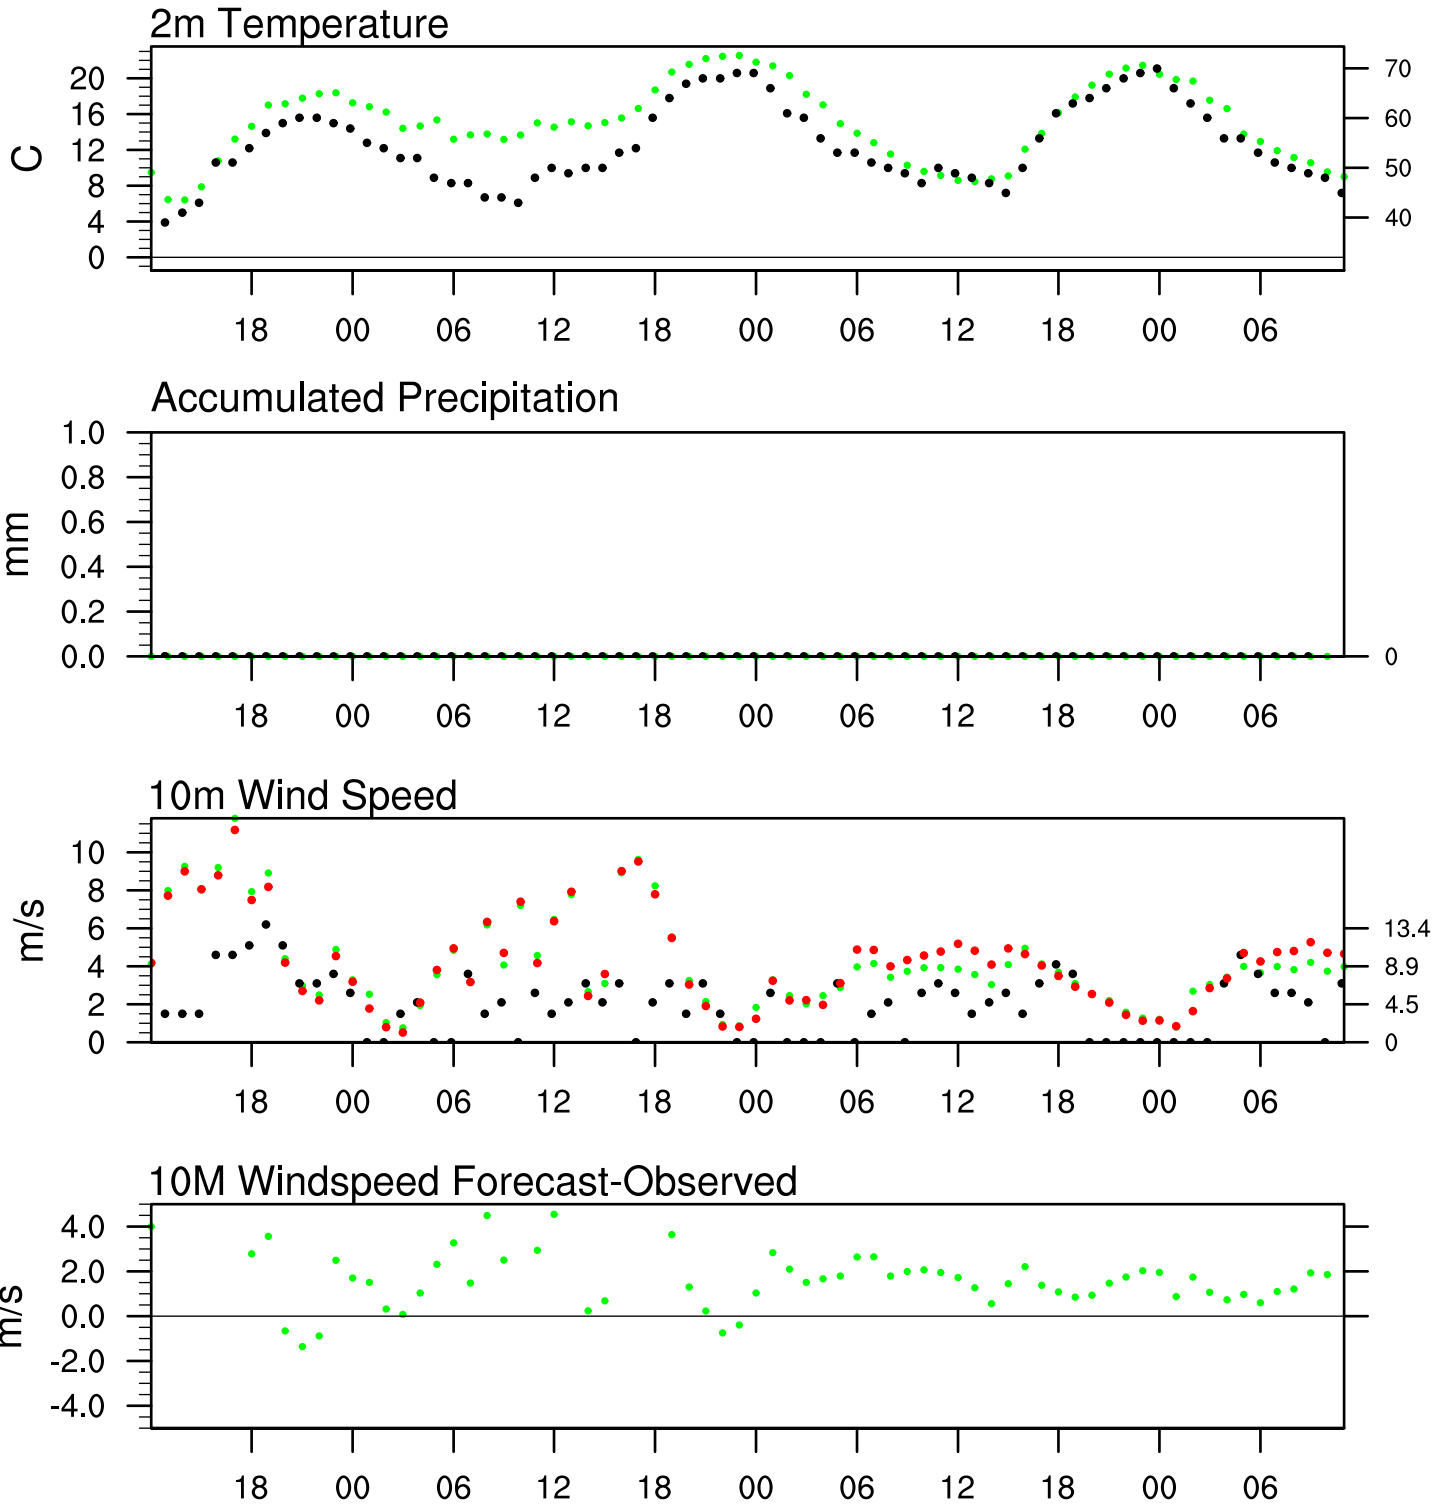 2m Temperature
20
16
12
8
4
0
C
70
60
50
40
18 00 06 12 18 00 06 12 18 00 06
Accumulated Precipitation
1.0
0.8
0.6
0.4
0.2
0.0
mm
0
18 00 06 12 18 00 06 12 18 00 06
10m Wind Speed
10
8
6
4
2
0
m/s
13.4
8.9
4.5
0
18 00 06 12 18 00 06 12 18 00 06
10M Windspeed Forecast-Observed
4.0
2.0
0.0
-2.0
-4.0
m/s
18 00 06 12 18 00 06 12 18 00 06